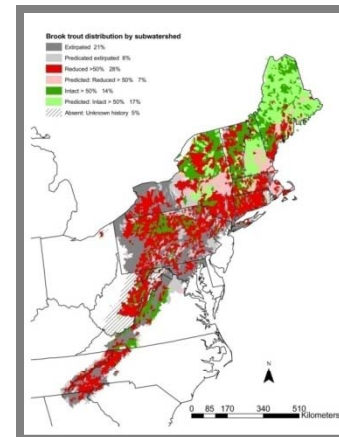 Brook trout distribution by subwatershed
Extirpated 21%
Predicated extirpated 8%
Reduced >50% 28%
Predicted: Reduced > 50% 7%
Intact > 50% 14%
Predicted: Intact > 50% 17%
Absent: Unknown history 5%
N
0 85 170 340 510
Kilometers